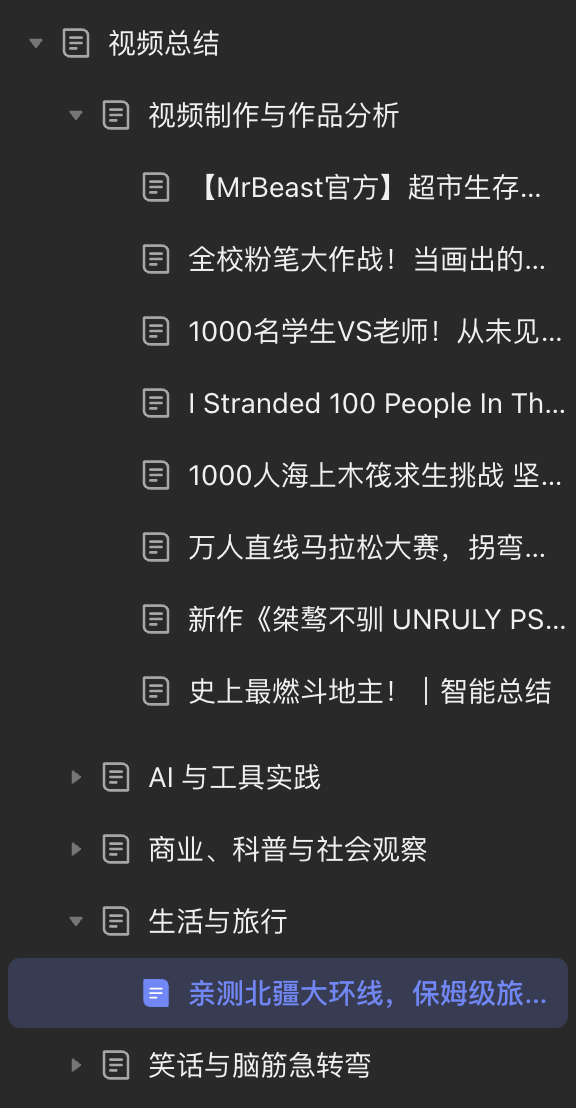 视频总结
视频制作与作品分析
【MrBeast官方】超市生存...
全校粉笔大作战！当画出的...
1000名学生VS老师！从未见...
I Stranded 100 People In Th...
1000人海上木筏求生挑战 坚...
万人直线马拉松大赛，拐弯...
新作《桀骜不驯 UNRULY PS...
史上最燃斗地主！｜智能总结
AI 与工具实践
商业、科普与社会观察
生活与旅行
亲测北疆大环线，保姆级旅...
笑话与脑筋急转弯